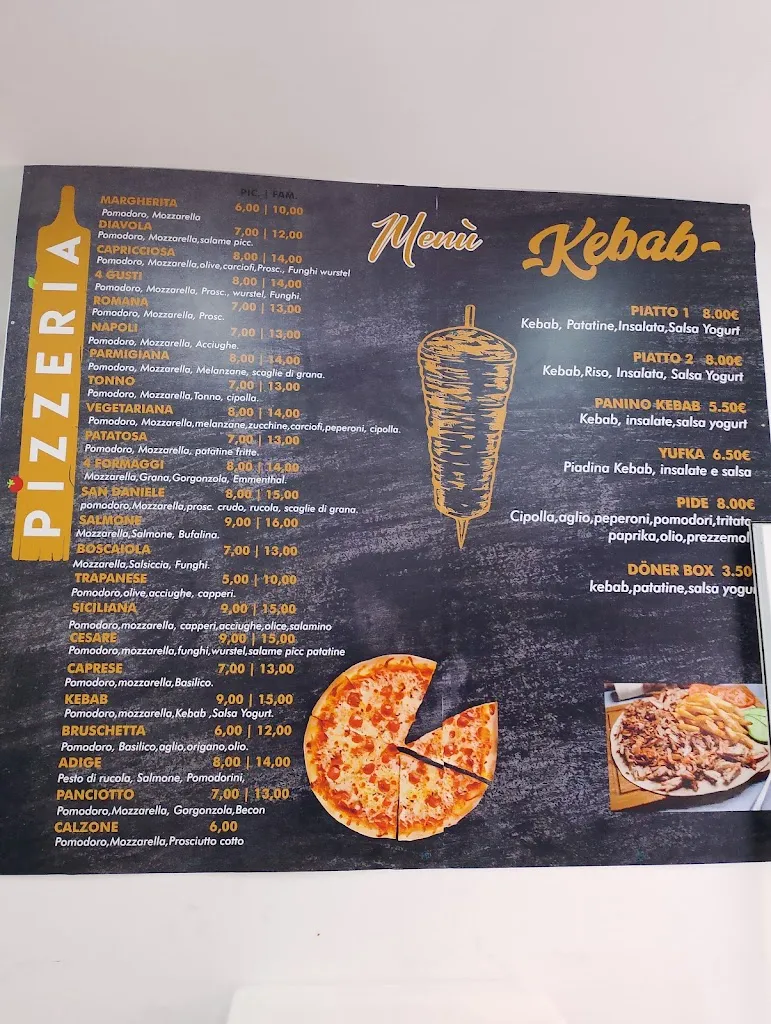 PIZZERIA
PIC. | FAM.
MARGHERITA 6,00 | 10,00
Pomodoro, Mozzarella
DIAVOLA 7,00 | 12,00
Pomodoro, Mozzarella,salame picc.
CAPRICCIOSA 8,00 | 14,00
Pomodoro, Mozzarella,olive,carciofi,Prosc., Funghi wurstel
4 GUSTI 8,00 | 14,00
Pomodoro, Mozzarella, Prosc., wurstel, Funghi.
ROMANA 7,00 | 13,00
Pomodoro, Mozzarella, Prosc.
NAPOLI 7,00 | 13,00
Pomodoro, Mozzarella, Acciughe.
PARMIGIANA 8,00 | 14,00
Pomodoro, Mozzarella, Melanzane, scaglie di grana.
TONNO 7,00 | 13,00
Pomodoro, Mozzarella,Tonno, cipolla.
VEGETARIANA 8,00 | 14,00
Pomodoro, Mozzarella,melanzane,zucchine,carciofi,peperoni, cipolla.
PATATOSA 7,00 | 13,00
Pomodoro, Mozzarella, patatine fritte.
4 FORMAGGI 8,00 | 14,00
Mozzarella,Grana,Gorgonzola, Emmenthal.
SAN DANIELE 8,00 | 15,00
pomodoro,Mozzarella,prosc. crudo, rucola, scaglie di grana.
SALMONE 9,00 | 16,00
Mozzarella,Salmone, Bufalina.
BOSCAIOLA 7,00 | 13,00
Mozzarella,Salsiccia, Funghi.
TRAPANESE 5,00 | 10,00
Pomodoro,olive,acciughe, capperi.
SICILIANA 9,00 | 15,00
Pomodoro,mozzarella, capperi,acciughe,olice,salamino
CESARE 9,00 | 15,00
Pomodoro,mozzarella,funghi,wurstel,salame picc patatine
CAPRESE 7,00 | 13,00
Pomodoro,mozzarella,Basilico.
KEBAB 9,00 | 15,00
Pomodoro,mozzarella,Kebab ,Salsa Yogurt.
BRUSCHETTA 6,00 | 12,00
Pomodoro, Basilico,aglio,origano,olio.
ADIGE 8,00 | 14,00
Pesto di rucola, Salmone, Pomodorini,
PANCIOTTO 7,00 | 13,00
Pomodoro,Mozzarella, Gorgonzola,Becon
CALZONE 6,00
Pomodoro,Mozzarella,Prosciutto cotto
Menù
-Kebab-
PIATTO 1 8.00€
Kebab, Patatine,Insalata,Salsa Yogurt
PIATTO 2 8.00€
Kebab,Riso, Insalata, Salsa Yogurt
PANINO KEBAB 5.50€
Kebab, insalate,salsa yogurt
YUFKA 6.50€
Piadina Kebab, insalate e salsa
PIDE 8.00€
Cipolla,aglio,peperoni,pomodori,tritato
paprika,olio,prezzemol
DÖNER BOX 3.50
kebab,patatine,salsa yogu